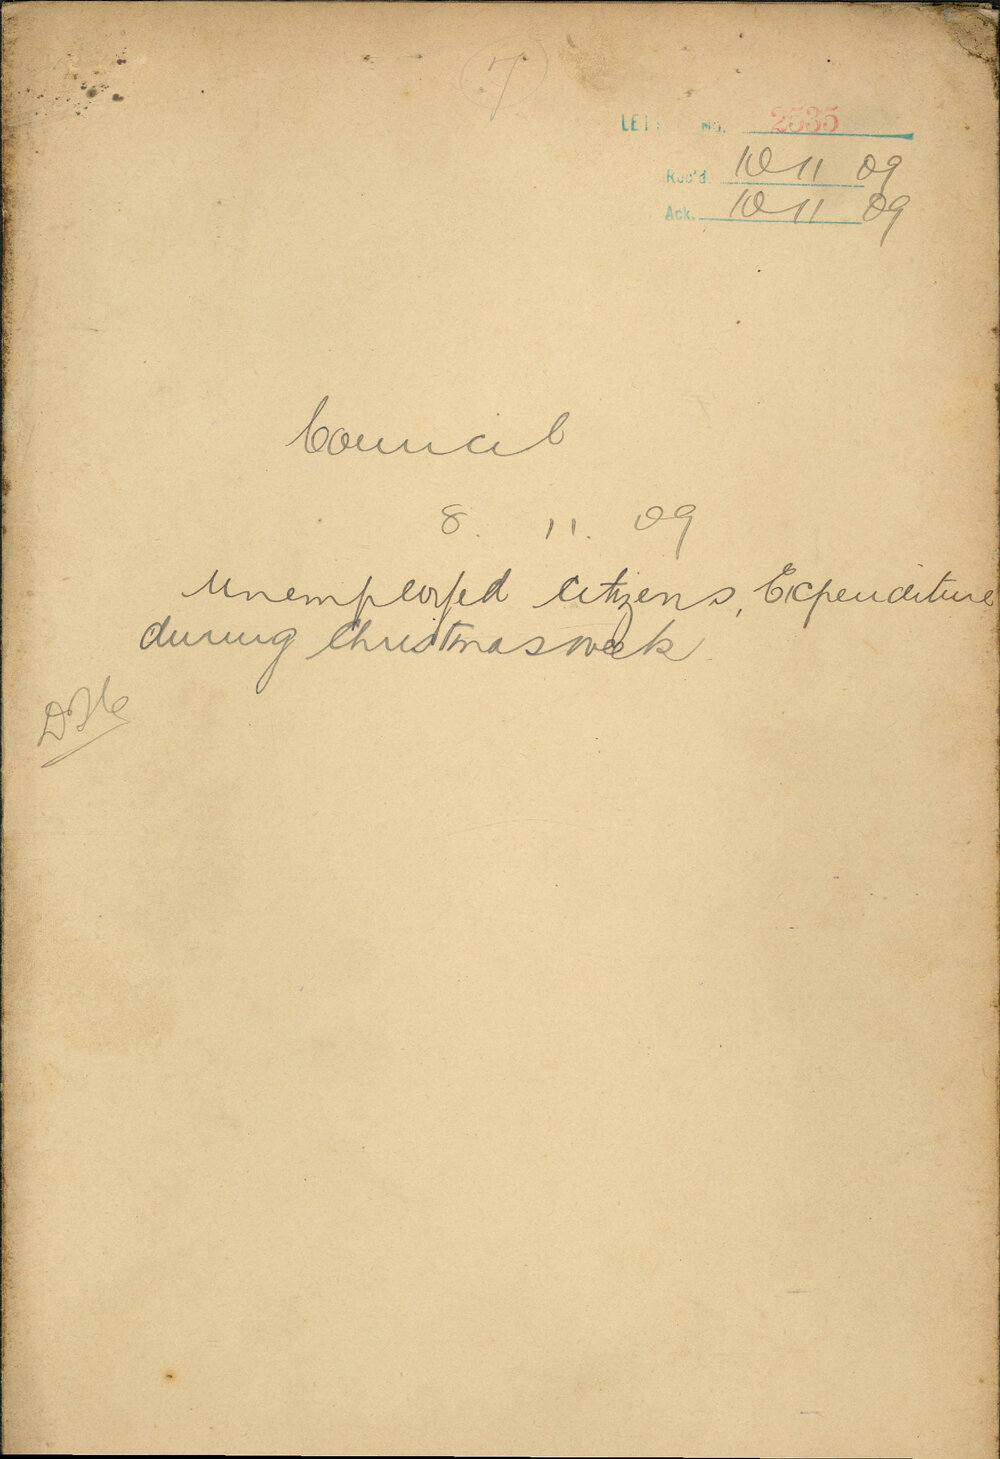 7
LETTER No. 2535
Rec'd. 10 11 09
Ack. 10 11 09
Council
8. 11. 09
Unemployed Citizens, Expenditure
during Christmas week